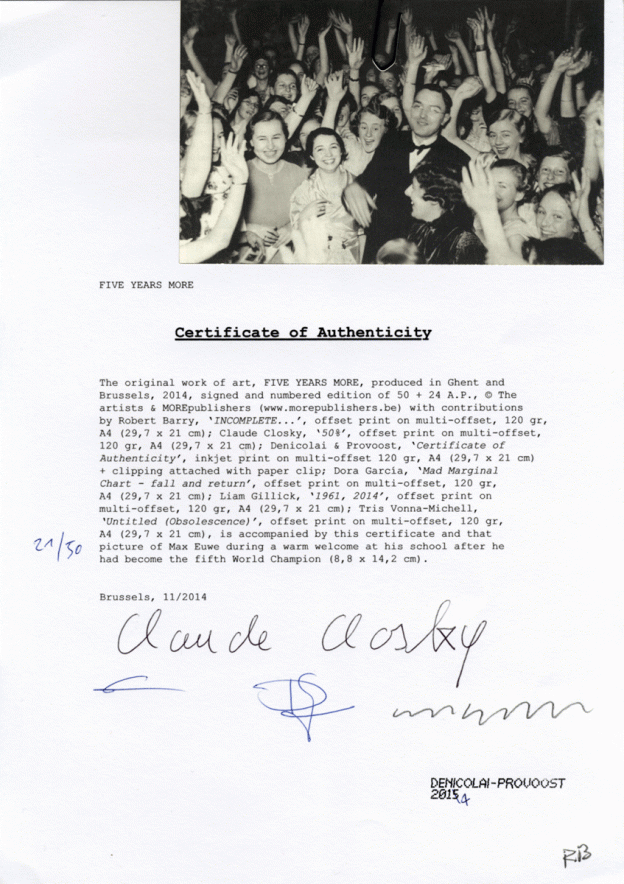 FIVE YEARS MORE
Certificate of Authenticity
The original work of art, FIVE YEARS MORE, produced in Ghent and
Brussels, 2014, signed and numbered edition of 50 + 24 A.P., © The
artists & MOREpublishers (www.morepublishers.be) with contributions
by Robert Barry, ‘INCOMPLETE...’, offset print on multi-offset, 120 gr,
A4 (29,7 x 21 cm); Claude Closky, ‘50%’, offset print on multi-offset,
120 gr, A4 (29,7 x 21 cm); Denicolai & Provoost, ‘Certificate of
Authenticity’, inkjet print on multi-offset 120 gr, A4 (29,7 x 21 cm)
+ clipping attached with paper clip; Dora Garcia, ‘Mad Marginal
Chart - fall and return’, offset print on multi-offset, 120 gr,
A4 (29,7 x 21 cm); Liam Gillick, ‘1961, 2014’, offset print on
multi-offset, 120 gr, A4 (29,7 x 21 cm); Tris Vonna-Michell,
‘Untitled (Obsolescence)’, offset print on multi-offset, 120 gr,
A4 (29,7 x 21 cm), is accompanied by this certificate and that
21/50 picture of Max Euwe during a warm welcome at his school after he
had become the fifth World Champion (8,8 x 14,2 cm).
Brussels, 11/2014
Claude Closky
DENICOLAI-PROVOOST
2014
RB